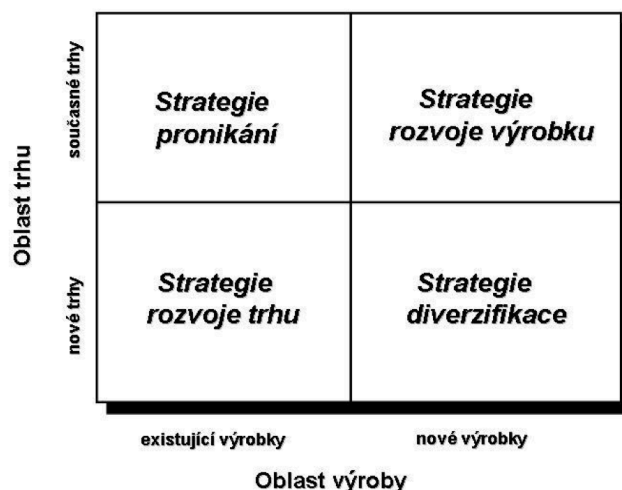 Oblast trhu
současné trhy
Strategie
pronikání
Strategie
rozvoje výrobku
nové trhy
Strategie
rozvoje trhu
Strategie
diverzifikace
existující výrobky
nové výrobky
Oblast výroby